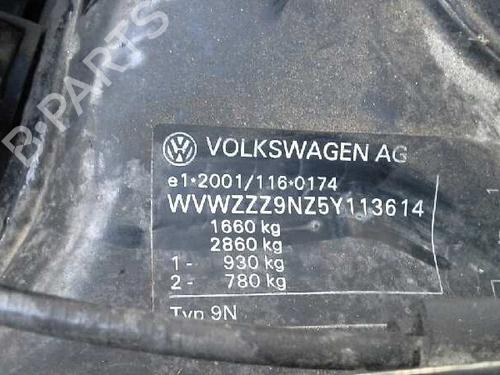 B-PARTS
VOLKSWAGEN AG
e1*2001/116*0174
WVWZZZ9NZ5Y113614
1660 kg
2860 kg
1 - 930 kg
2 - 780 kg
Typ 9N